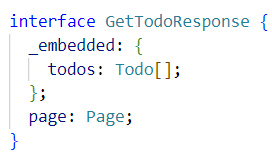 interface GetTodoResponse {
  _embedded: {
    todos: Todo[];
  };
  page: Page;
}